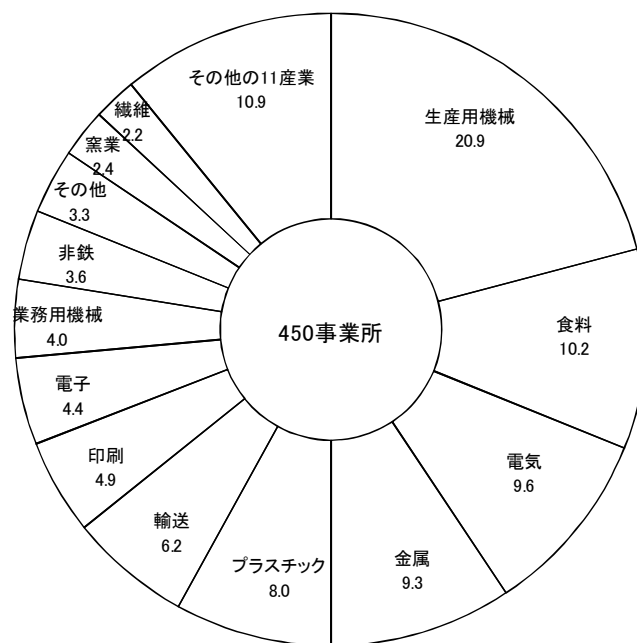 生産用機械
20.9
食料
10.2
電気
9.6
金属
9.3
プラスチック
8.0
輸送
6.2
印刷
4.9
電子
4.4
業務用機械
4.0
非鉄
3.6
その他
3.3
窯業
2.4
繊維
2.2
その他の11産業
10.9
450事業所